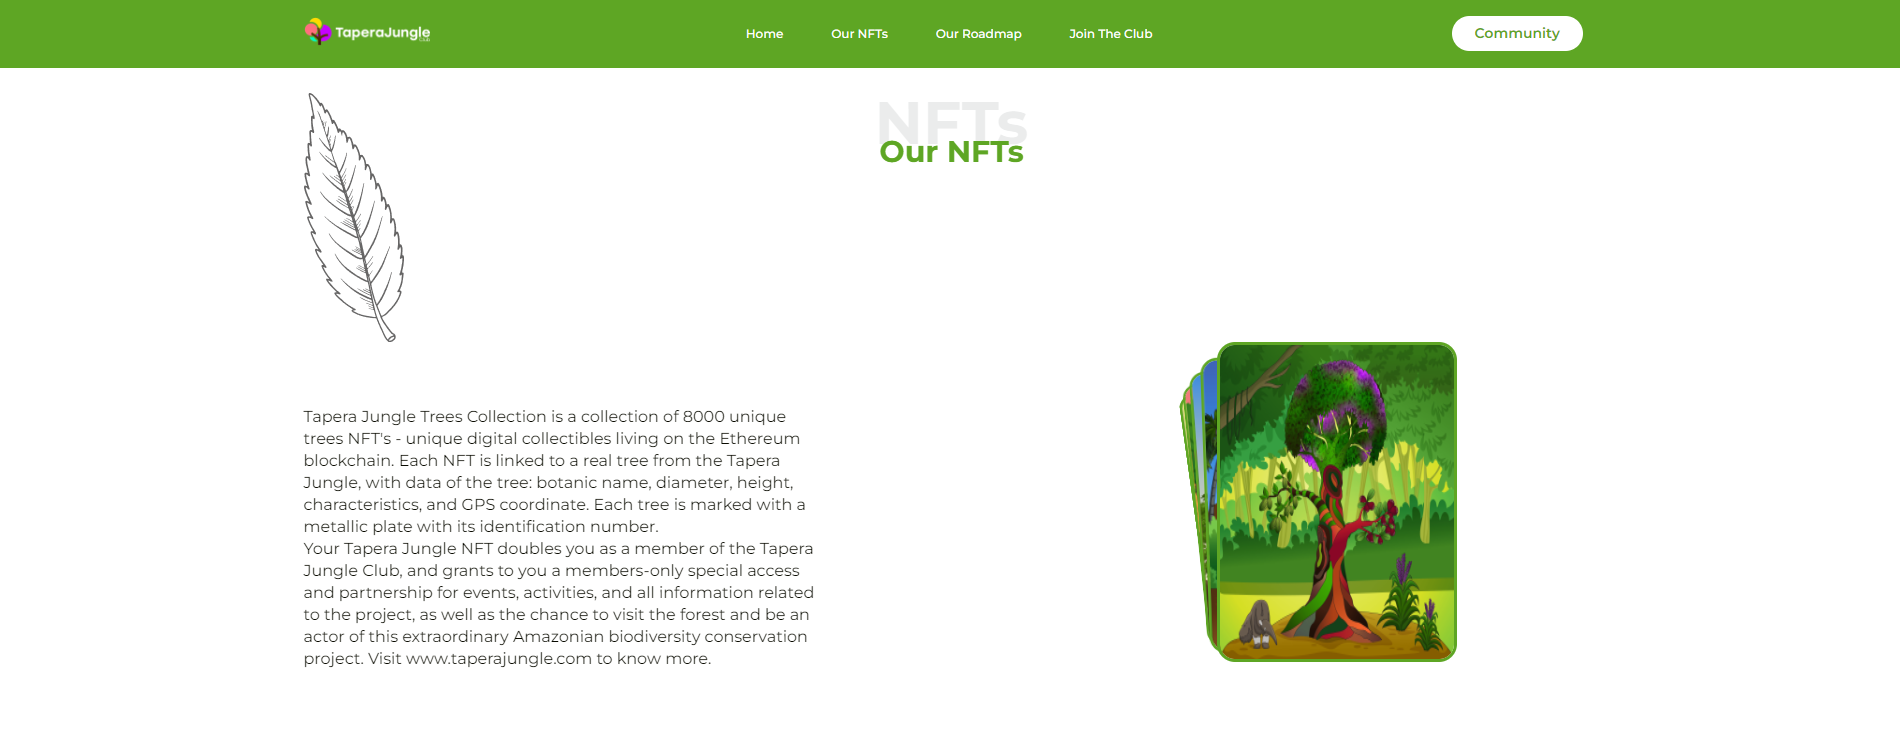 TaperaJungle
Club
Home
Our NFTs
Our Roadmap
Join The Club
Community
NFTs
Our NFTs
Tapera Jungle Trees Collection is a collection of 8000 unique
trees NFT's - unique digital collectibles living on the Ethereum
blockchain. Each NFT is linked to a real tree from the Tapera
Jungle, with data of the tree: botanic name, diameter, height,
characteristics, and GPS coordinate. Each tree is marked with a
metallic plate with its identification number.
Your Tapera Jungle NFT doubles you as a member of the Tapera
Jungle Club, and grants to you a members-only special access
and partnership for events, activities, and all information related
to the project, as well as the chance to visit the forest and be an
actor of this extraordinary Amazonian biodiversity conservation
project. Visit www.taperajungle.com to know more.